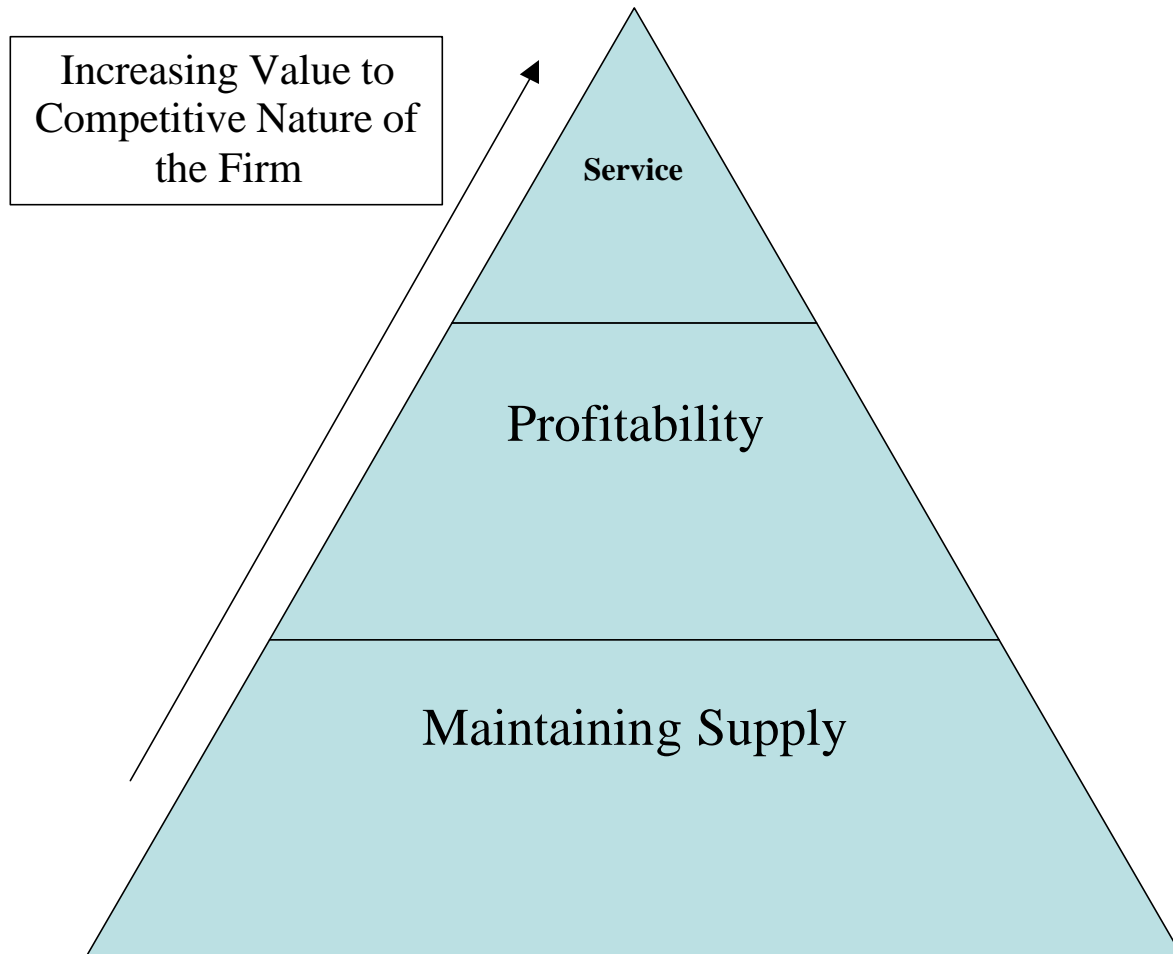 Increasing Value to
Competitive Nature of
the Firm
Service
Profitability
Maintaining Supply